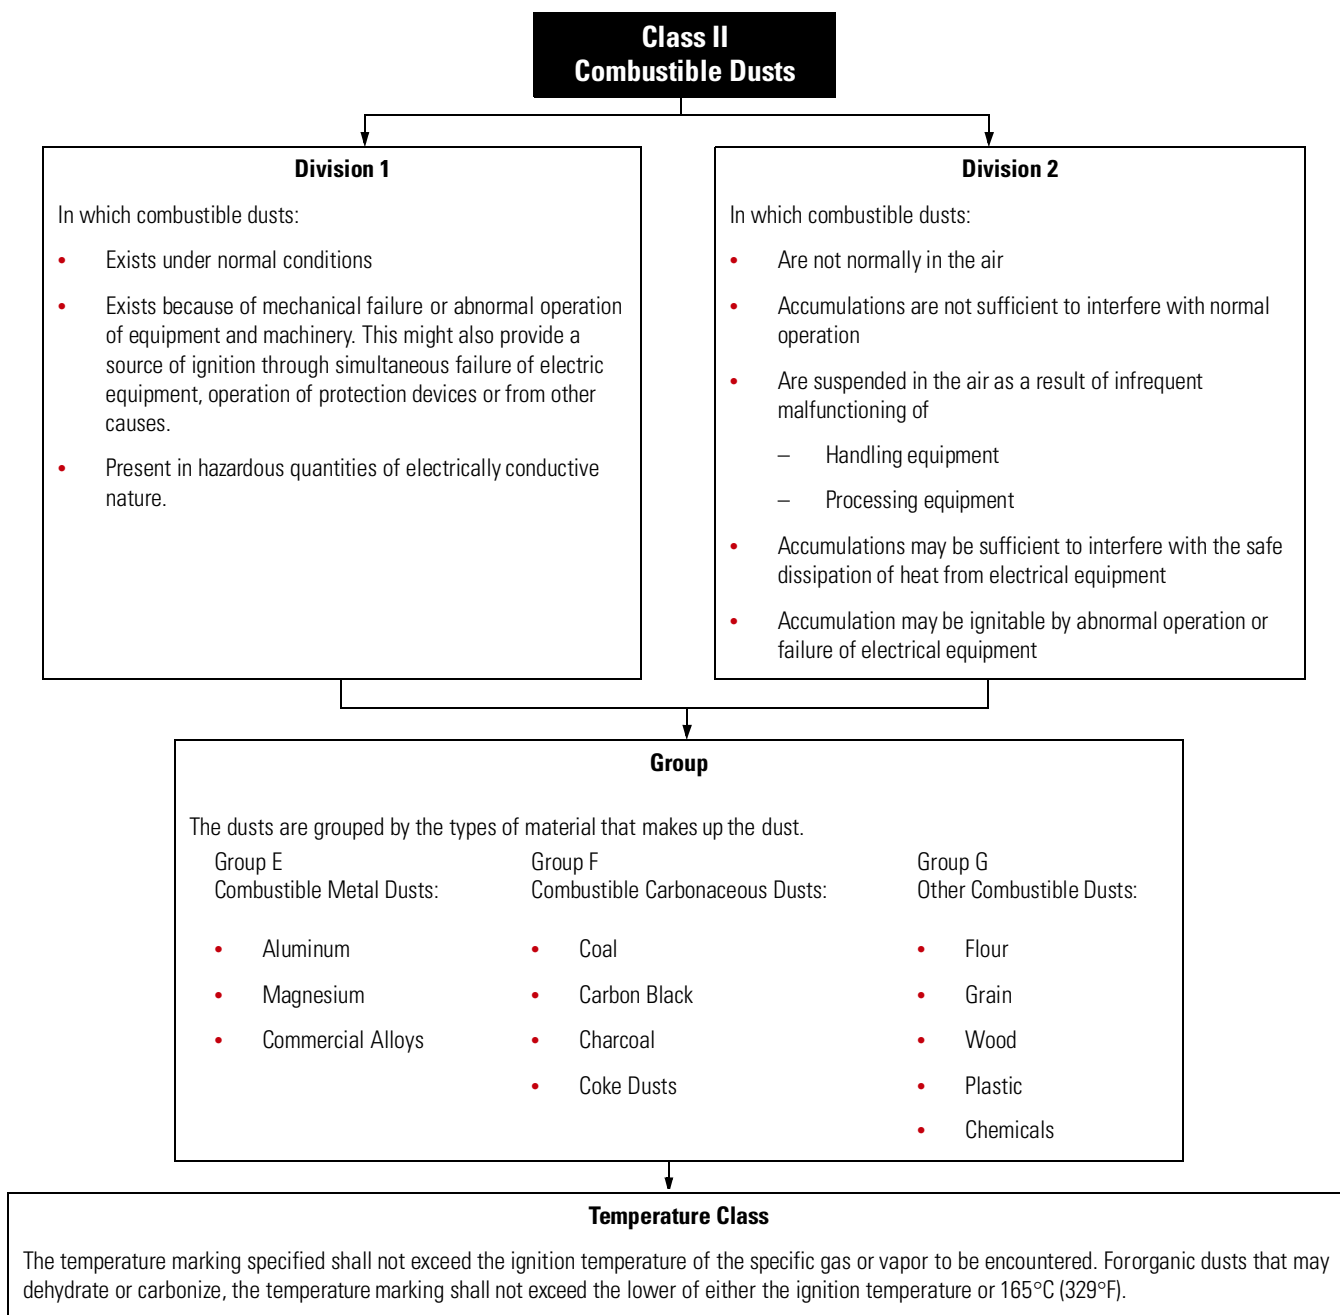 Class II
Combustible Dusts
Division 1
In which combustible dusts:
• Exists under normal conditions
• Exists because of mechanical failure or abnormal operation
of equipment and machinery. This might also provide a
source of ignition through simultaneous failure of electric
equipment, operation of protection devices or from other
causes.
• Present in hazardous quantities of electrically conductive
nature.
Division 2
In which combustible dusts:
• Are not normally in the air
• Accumulations are not sufficient to interfere with normal
operation
• Are suspended in the air as a result of infrequent
malfunctioning of
– Handling equipment
– Processing equipment
• Accumulations may be sufficient to interfere with the safe
dissipation of heat from electrical equipment
• Accumulation may be ignitable by abnormal operation or
failure of electrical equipment
Group
The dusts are grouped by the types of material that makes up the dust.
Group E
Combustible Metal Dusts:
• Aluminum
• Magnesium
• Commercial Alloys
Group F
Combustible Carbonaceous Dusts:
• Coal
• Carbon Black
• Charcoal
• Coke Dusts
Group G
Other Combustible Dusts:
• Flour
• Grain
• Wood
• Plastic
• Chemicals
Temperature Class
The temperature marking specified shall not exceed the ignition temperature of the specific gas or vapor to be encountered. Fororganic dusts that may
dehydrate or carbonize, the temperature marking shall not exceed the lower of either the ignition temperature or 165°C (329°F).